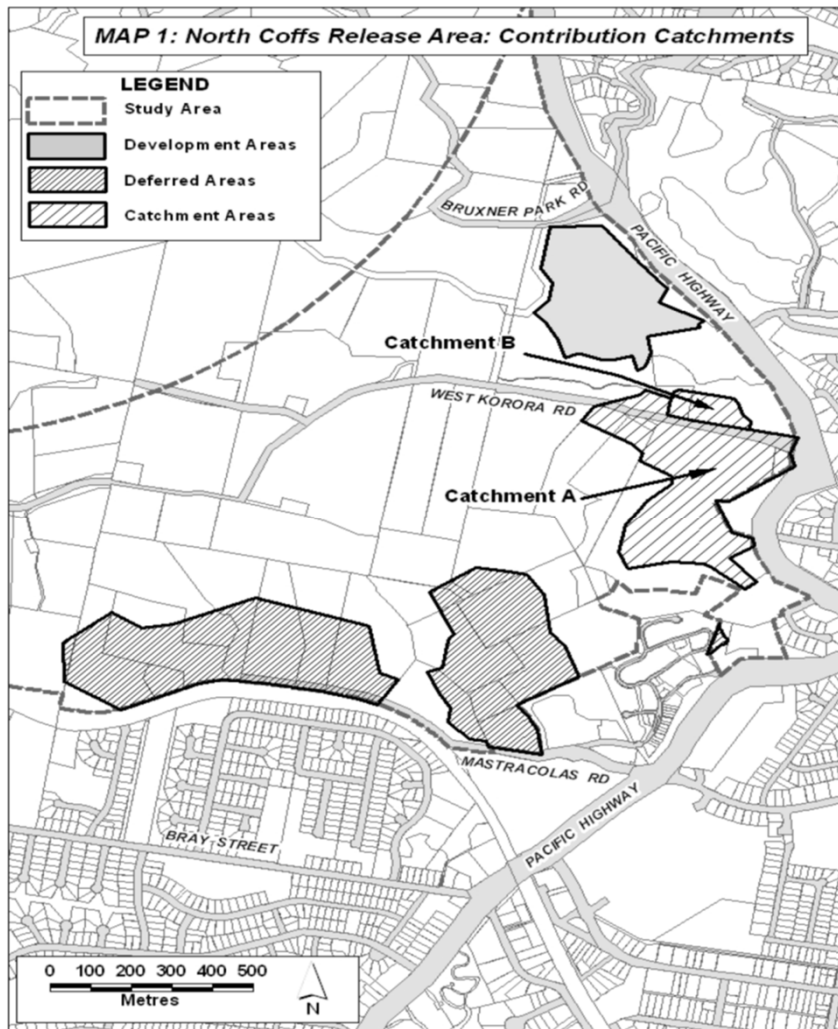 MAP 1: North Coffs Release Area: Contribution Catchments
LEGEND
Study Area
Development Areas
Deferred Areas
Catchment Areas
BRUXNER PARK RD
PACIFIC HIGHWAY
Catchment B
WEST KORORA RD
Catchment A
MASTRACOLAS RD
PACIFIC HIGHWAY
BRAY STREET
0 100 200 300 400 500
Metres
N